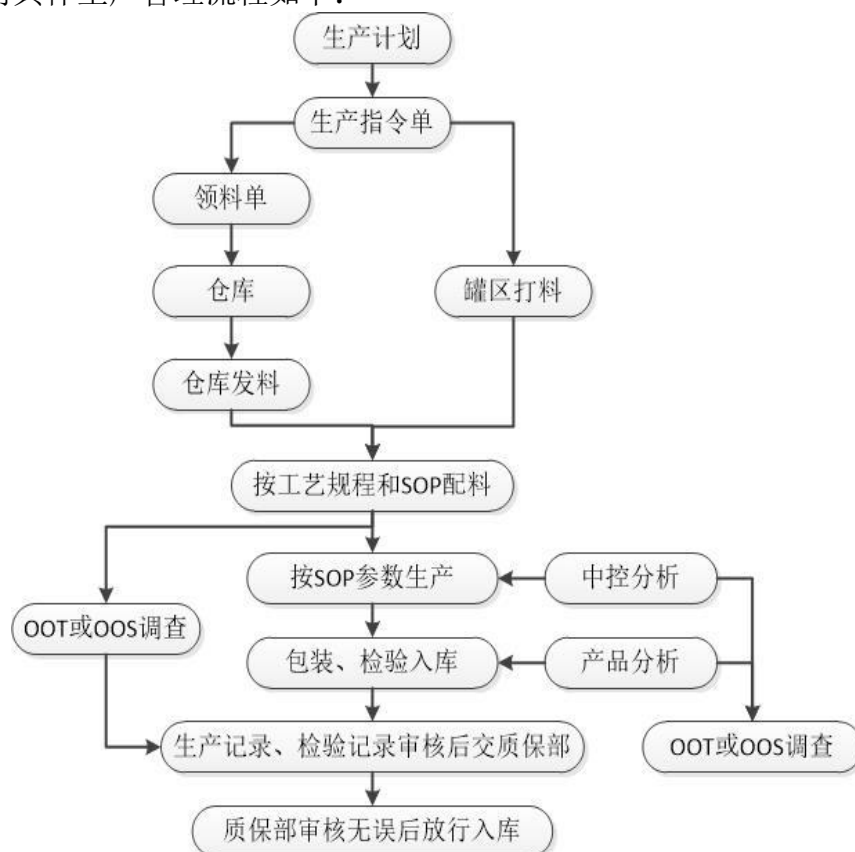 生产计划
生产指令单
领料单
仓库
罐区打料
仓库发料
按工艺规程和SOP配料
按SOP参数生产
中控分析
OOT或OOS调查
包装、检验入库
产品分析
生产记录、检验记录审核后交质保部
OOT或OOS调查
质保部审核无误后放行入库